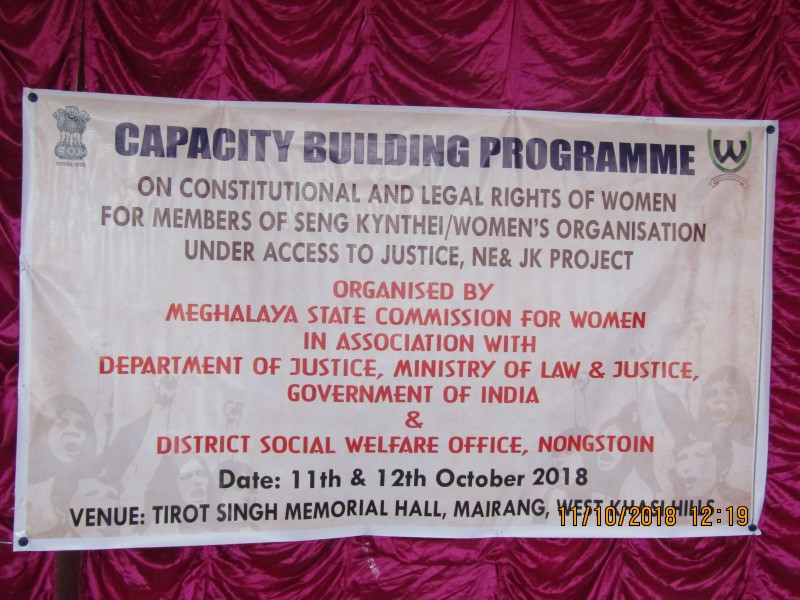 CAPACITY BUILDING PROGRAMME
ON CONSTITUTIONAL AND LEGAL RIGHTS OF WOMEN
FOR MEMBERS OF SENG KYNTHEI/WOMEN'S ORGANISATION
UNDER ACCESS TO JUSTICE, NE& JK PROJECT
ORGANISED BY
MEGHALAYA STATE COMMISSION FOR WOMEN
IN ASSOCIATION WITH
DEPARTMENT OF JUSTICE, MINISTRY OF LAW & JUSTICE,
GOVERNMENT OF INDIA
&
DISTRICT SOCIAL WELFARE OFFICE, NONGSTOIN
Date: 11th & 12th October 2018
VENUE: TIROT SINGH MEMORIAL HALL, MAIRANG, WEST KHASI HILLS
11/10/2018 12:19
W